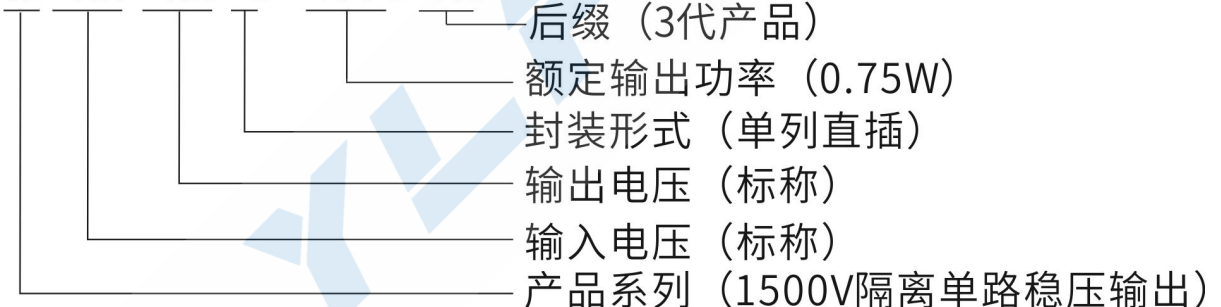 后缀（3代产品）
额定输出功率（0.75W）
封装形式（单列直插）
输出电压（标称）
输入电压（标称）
产品系列（1500V隔离单路稳压输出）